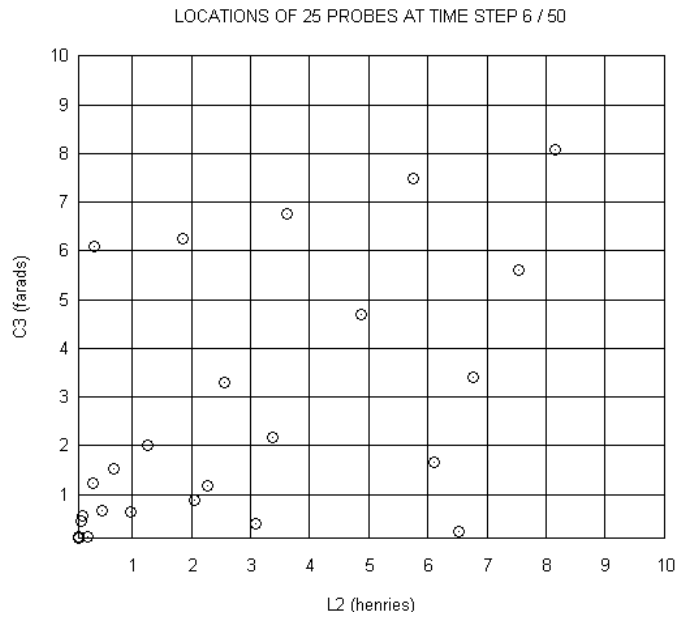 LOCATIONS OF 25 PROBES AT TIME STEP 6 / 50
10
9
8
7
6
5
4
3
2
1
C3 (farads)
1 2 3 4 5 6 7 8 9 10
L2 (henries)